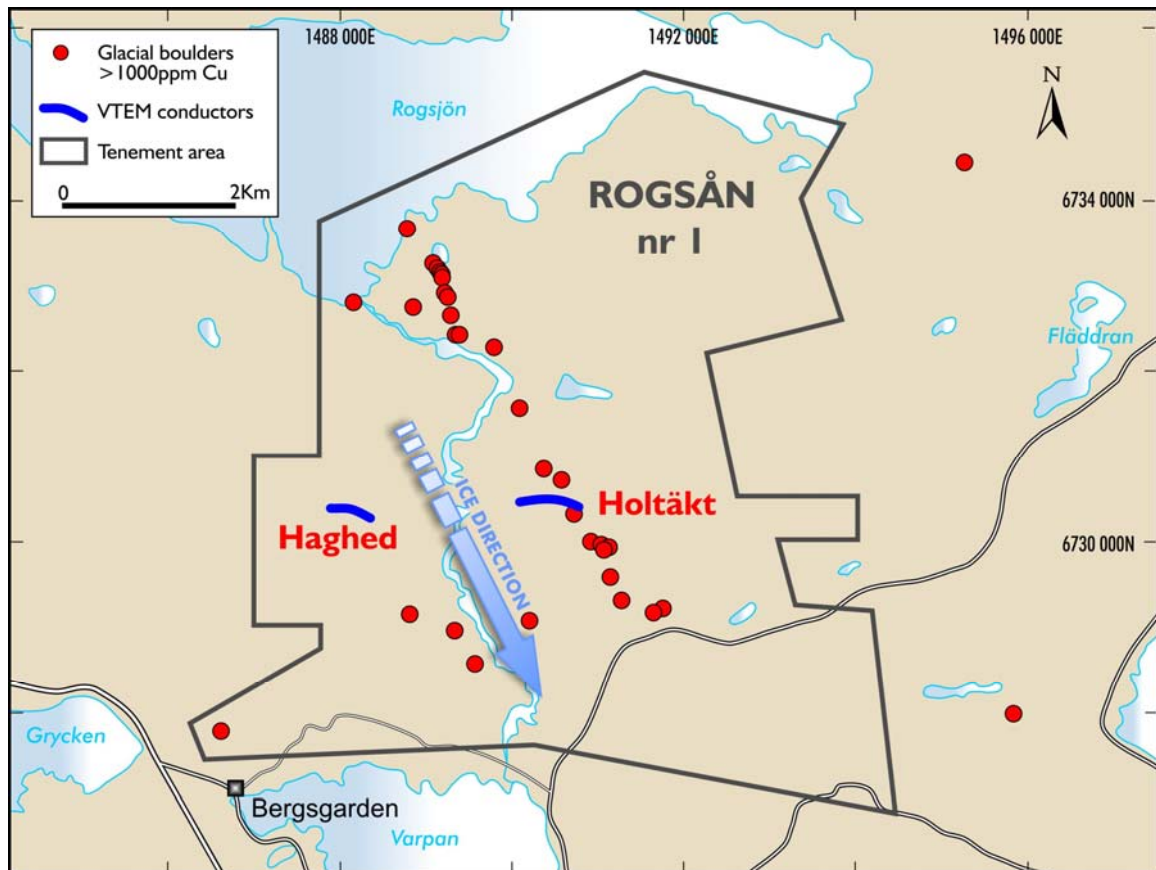 1488 000E
1492 000E
1496 000E
Glacial boulders
>1000ppm Cu
VTEM conductors
Tenement area
0
2Km
N
Rogsjön
ROGSÅN
nr 1
6734 000N
Fläddran
Holtäkt
Haghed
ICE DIRECTION
6730 000N
Grycken
Bergsgarden
Varpan